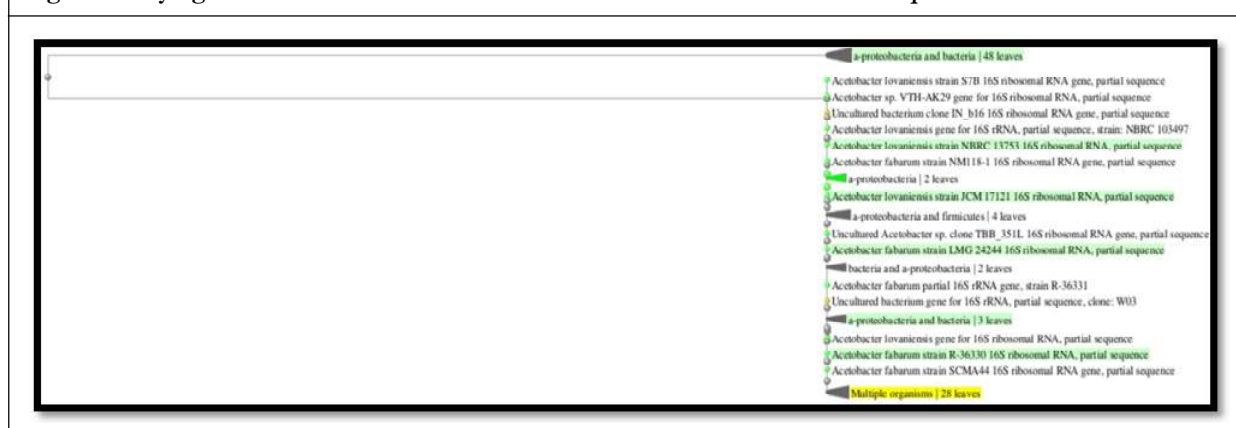 a-proteobacteria and bacteria | 48 leaves
Acetobacter lovaniensis strain S7B 16S ribosomal RNA gene, partial sequence
Acetobacter sp. VTH-AK29 gene for 16S ribosomal RNA, partial sequence
Uncultured bacterium clone IN_b16 16S ribosomal RNA gene, partial sequence
Acetobacter lovaniensis gene for 16S rRNA, partial sequence, strain: NBRC 103497
Acetobacter lovaniensis strain NBRC 13753 16S ribosomal RNA, partial sequence
Acetobacter fabarum strain NM118-1 16S ribosomal RNA gene, partial sequence
a-proteobacteria | 2 leaves
Acetobacter lovaniensis strain JCM 17121 16S ribosomal RNA, partial sequence
a-proteobacteria and firmicutes | 4 leaves
Uncultured Acetobacter sp. clone TBB_351L 16S ribosomal RNA gene, partial sequence
Acetobacter fabarum strain LMG 24244 16S ribosomal RNA, partial sequence
bacteria and a-proteobacteria | 2 leaves
Acetobacter fabarum partial 16S rRNA gene, strain R-36331
Uncultured bacterium gene for 16S rRNA, partial sequence, clone: W03
a-proteobacteria and bacteria | 3 leaves
Acetobacter lovaniensis gene for 16S ribosomal RNA, partial sequence
Acetobacter fabarum strain R-36330 16S ribosomal RNA, partial sequence
Acetobacter fabarum strain SCMA44 16S ribosomal RNA gene, partial sequence
Multiple organisms | 28 leaves